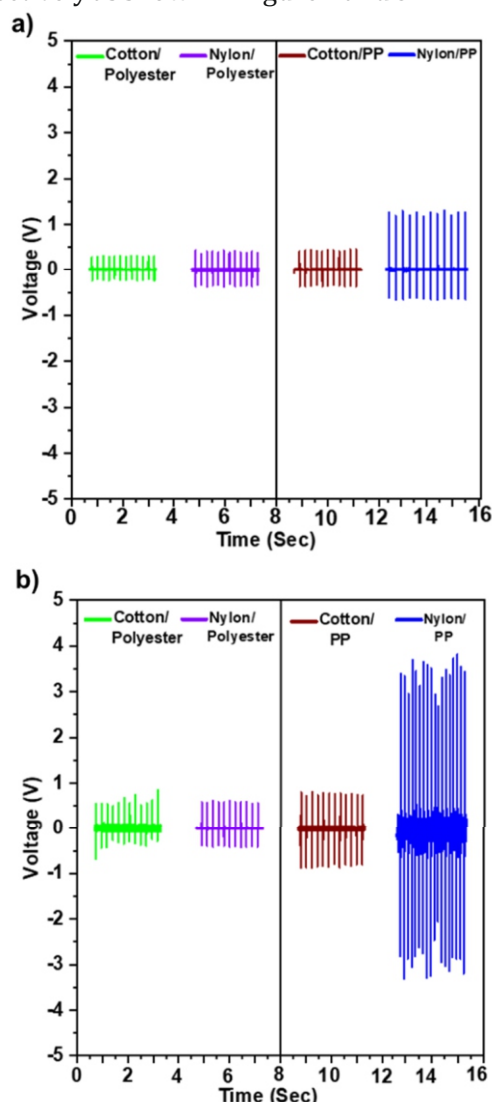 a)
Cotton/ Nylon/ Cotton/PP Nylon/PP
Polyester Polyester
5
4
3
2
1
0
-1
-2
-3
-4
-5
Voltage (V)
0 2 4 6 8 10 12 14 16
Time (Sec)
b)
Cotton/ Nylon/ Cotton/ Nylon/
Polyester Polyester PP PP
5
4
3
2
1
0
-1
-2
-3
-4
-5
Voltage (V)
0 2 4 6 8 10 12 14 16
Time (Sec)